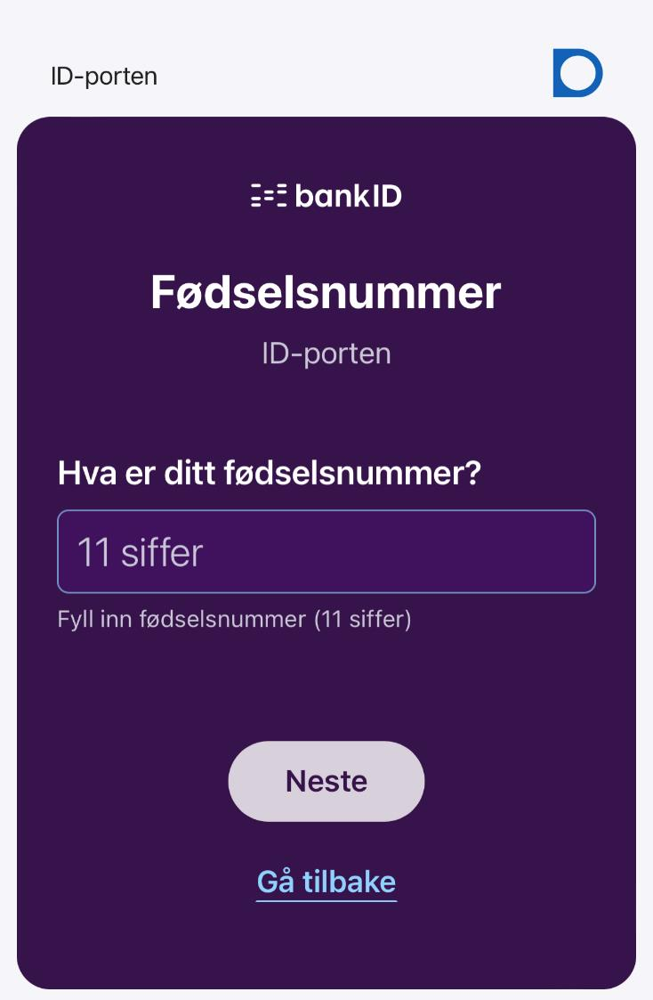 ID-porten
bankID
Fødselsnummer
ID-porten
Hva er ditt fødselsnummer?
11 siffer
Fyll inn fødselsnummer (11 siffer)
Neste
Gå tilbake